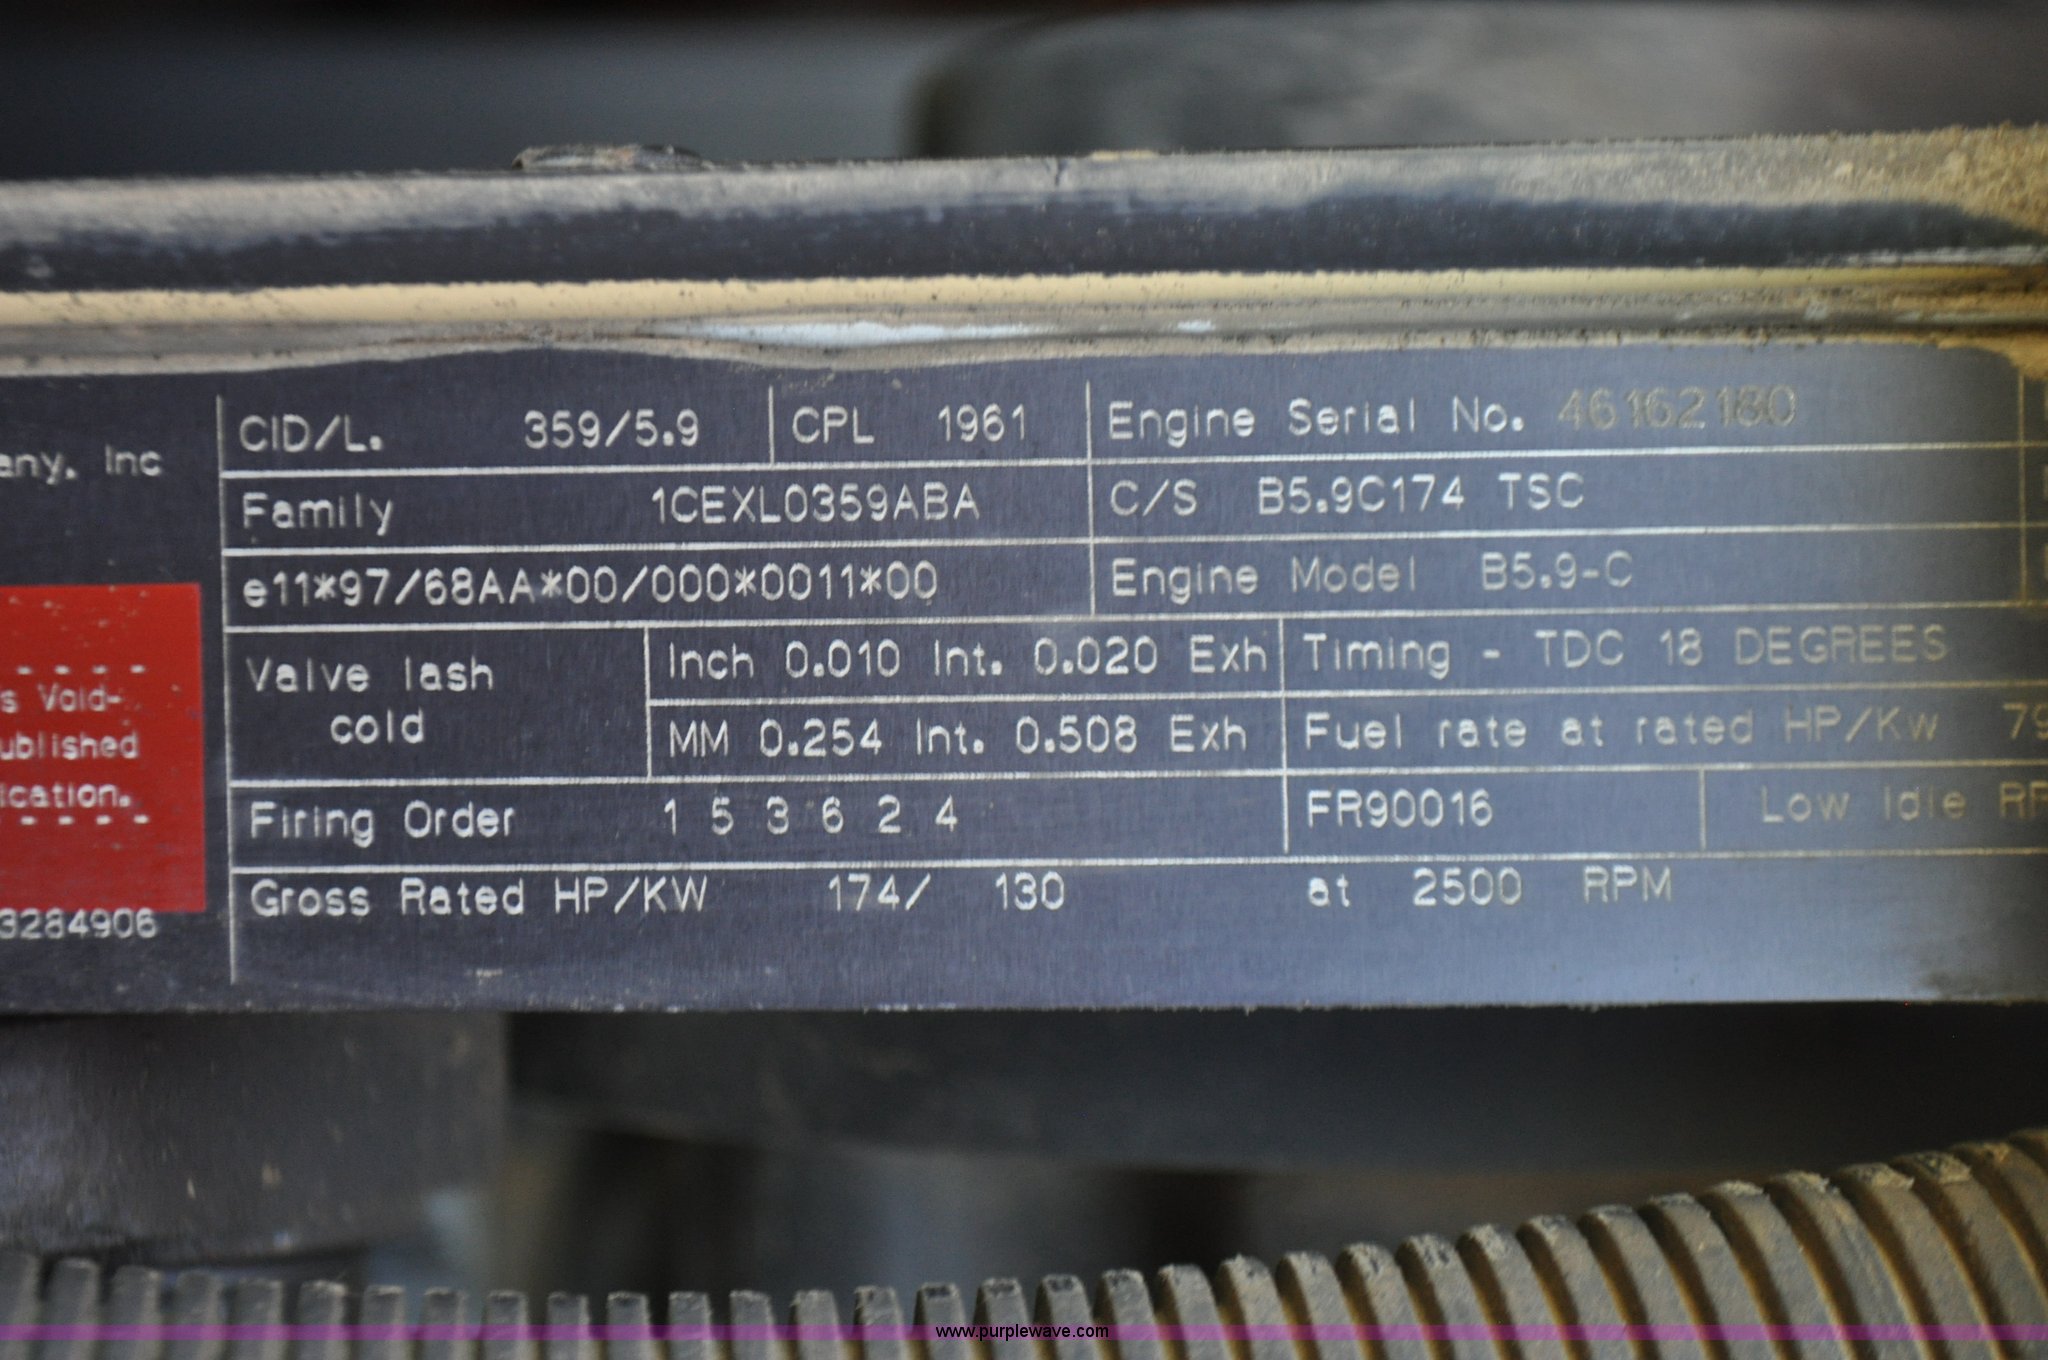 any, Inc
s Void-
ublished
ication.
3284906
CID/L. 359/5.9 CPL 1961 Engine Serial No. 46162180
Family 1CEXL0359ABA C/S B5.9C174 TSC
e11*97/68AA*00/000*0011*00 Engine Model B5.9-C
Valve lash cold
Inch 0.010 Int. 0.020 Exh Timing - TDC 18 DEGREES
MM 0.254 Int. 0.508 Exh Fuel rate at rated HP/Kw 79
Firing Order 1 5 3 6 2 4 FR90016 Low Idle RP
Gross Rated HP/KW 174/ 130 at 2500 RPM
www.purplewave.com